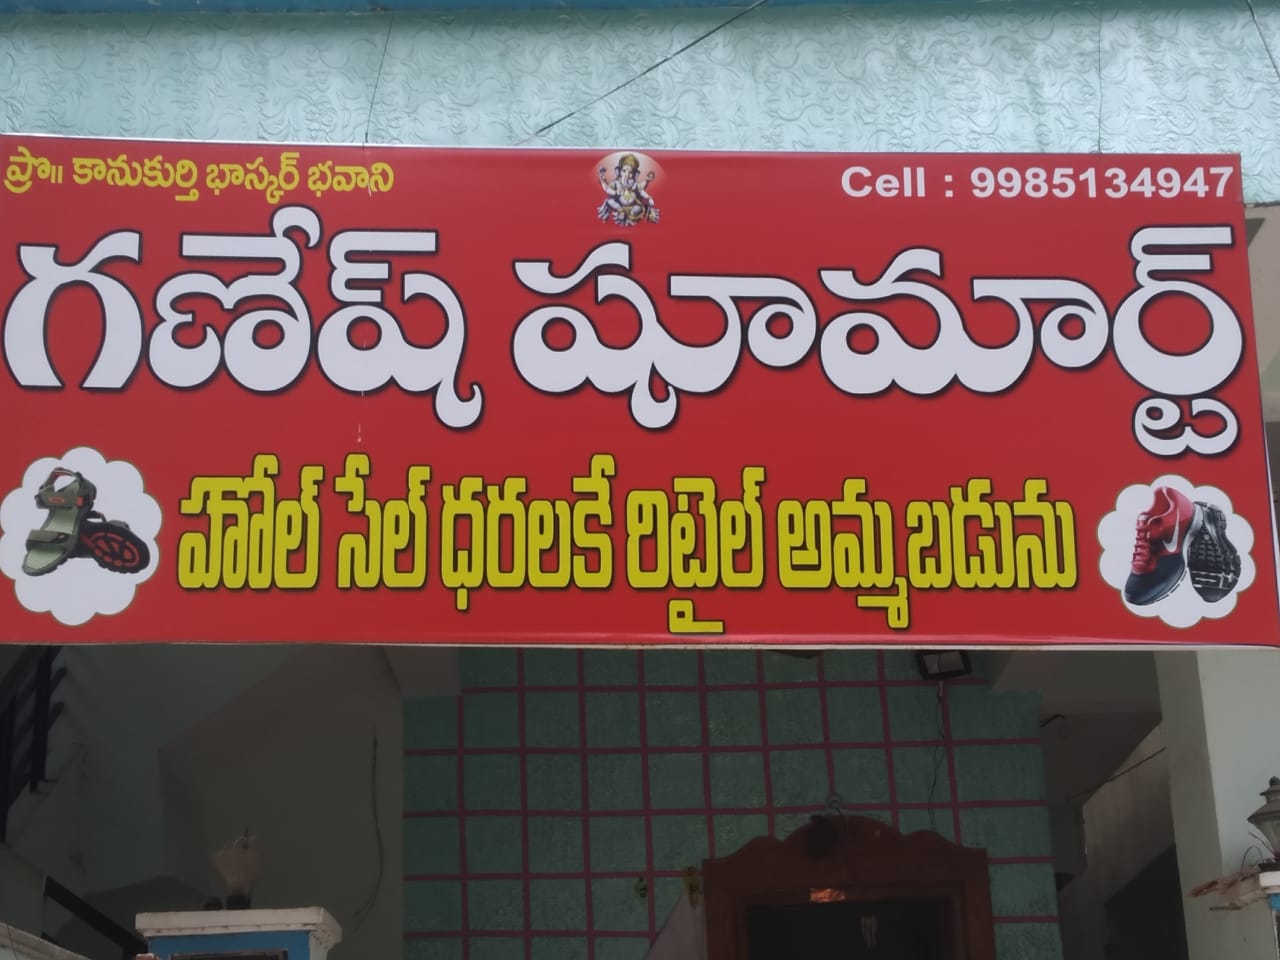 ప్రొ॥ కానుకుర్తి భాస్కర్ భవాని
Cell : 9985134947
గణేష్ షూమార్ట్
హోల్ సేల్ ధరలకే రిటైల్ అమ్మబడును